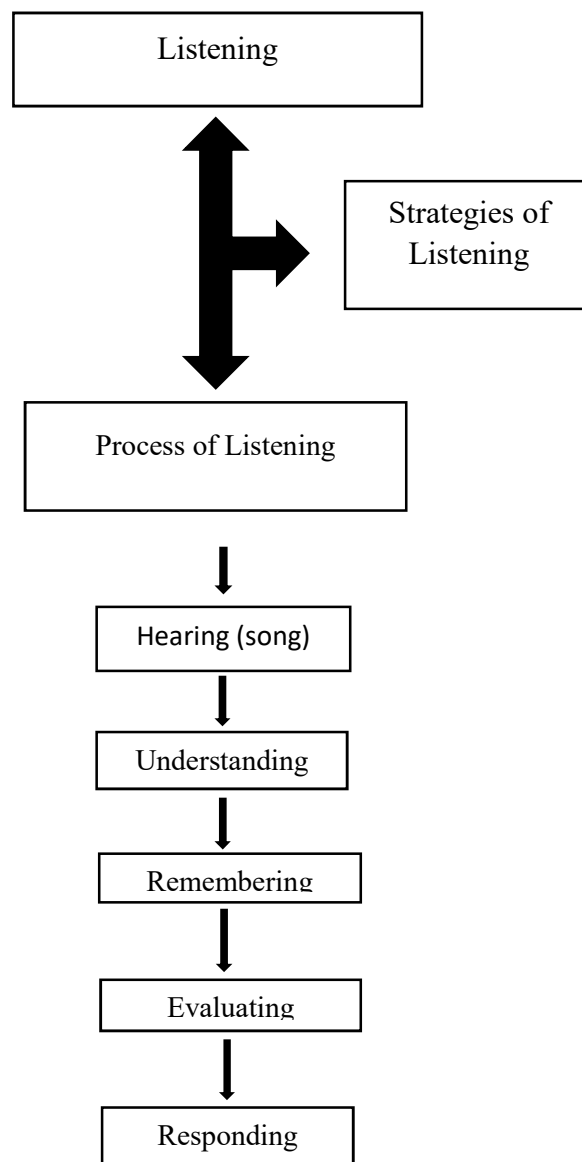 Listening
Strategies of
Listening
Process of Listening
Hearing (song)
Understanding
Remembering
Evaluating
Responding